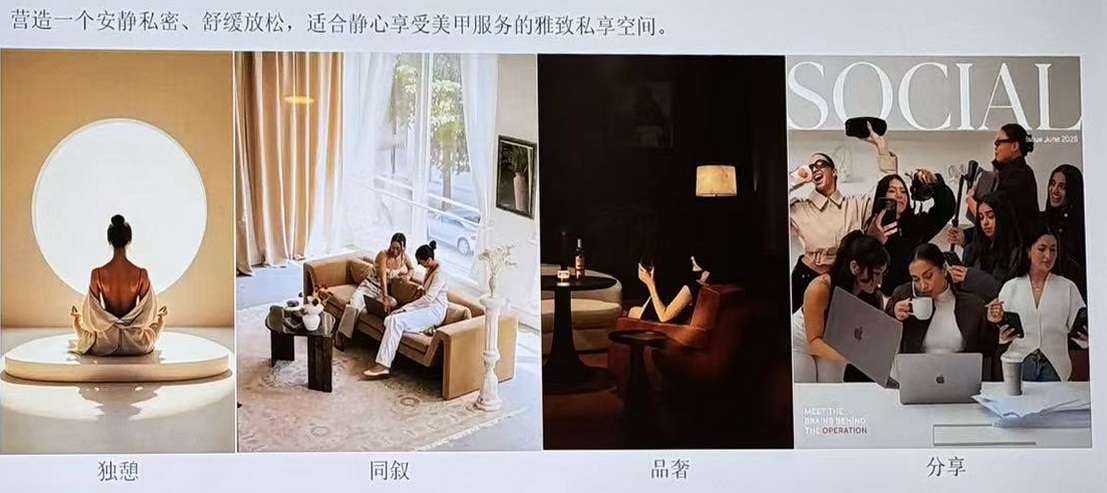 营造一个安静私密、舒缓放松，适合静心享受美甲服务的雅致私享空间。
SOCIAL
Issue June 2026
MEET THE
BRAINS BEHIND
THE OPERATION
独憩
同叙
品奢
分享